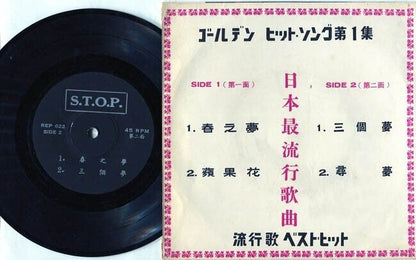 S.T.O.P.
REP 022
SIDE 2
45 RPM
第二面
1. 春之夢
2. 三個夢
ゴールデン ヒット・ソング第1集
SIDE 1 (第一面)
1. 春之夢
2. 蘋果花
日本最流行歌曲
SIDE 2 (第二面)
1. 三個夢
2. 尋夢
流行歌 ベスト・ヒット